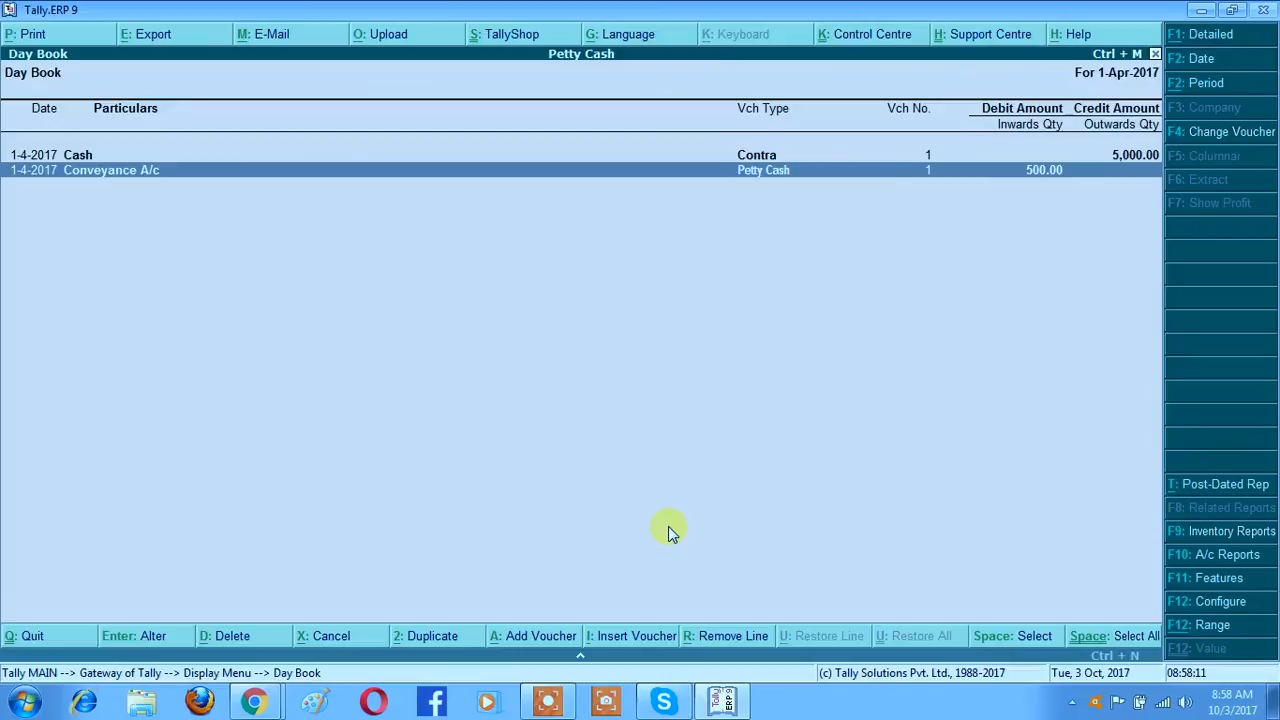 Tally.ERP 9
P: Print E: Export M: E-Mail O: Upload S: TallyShop G: Language K: Keyboard K: Control Centre H: Support Centre H: Help
Day Book Petty Cash Ctrl + M
Day Book For 1-Apr-2017
Date Particulars Vch Type Vch No. Debit Amount Credit Amount
Inwards Qty Outwards Qty
1-4-2017 Cash Contra 1 5,000.00
1-4-2017 Conveyance A/c Petty Cash 1 500.00
F1: Detailed
F2: Date
F2: Period
F3: Company
F4: Change Voucher
F5: Columnar
F6: Extract
F7: Show Profit
T: Post-Dated Rep
F8: Related Reports
F9: Inventory Reports
F10: A/c Reports
F11: Features
F12: Configure
F12: Range
F12: Value
Q: Quit Enter: Alter D: Delete X: Cancel 2: Duplicate A: Add Voucher I: Insert Voucher R: Remove Line U: Restore Line U: Restore All Space: Select Space: Select All
Ctrl + N
Tally MAIN --> Gateway of Tally --> Display Menu --> Day Book (c) Tally Solutions Pvt. Ltd., 1988-2017 Tue, 3 Oct, 2017 08:58:11
Tally ERP 9
8:58 AM
10/3/2017